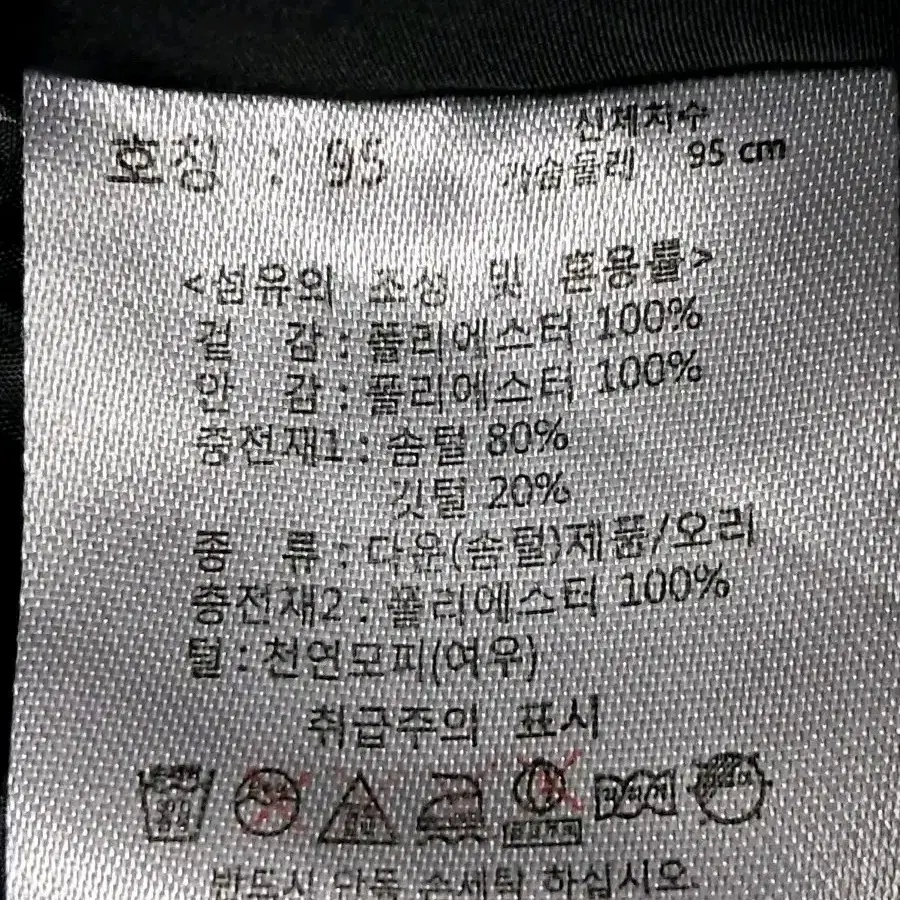 호칭 : 95
신체치수
가슴둘레 95 cm
<섬유의 조성 및 혼용률>
겉 감 : 폴리에스터 100%
안 감 : 폴리에스터 100%
충전재1 : 솜털 80%
깃털 20%
종 류 : 다운(솜털)제품/오리
충전재2 : 폴리에스터 100%
털 : 천연모피(여우)
취급주의 표시
반드시 단독 손세탁 하십시오.